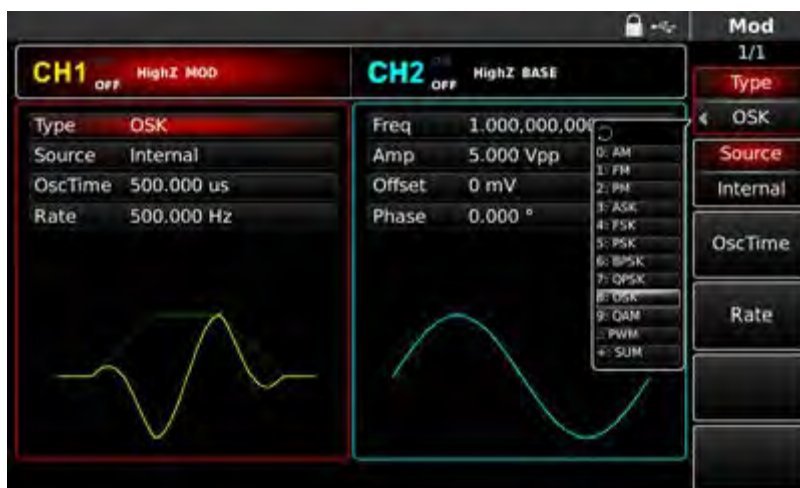 Mod
1/1
CH1 OFF HighZ MOD
CH2 OFF HighZ BASE
Type
OSK
Type OSK
Source Internal
OscTime 500.000 us
Rate 500.000 Hz
Freq 1.000,000,00
Amp 5.000 Vpp
Offset 0 mV
Phase 0.000 °
0: AM
1: FM
2: PM
3: ASK
4: FSK
5: PSK
6: BPSK
7: QPSK
8: OSK
9: QAM
.: PWM
+: SUM
Source
Internal
OscTime
Rate